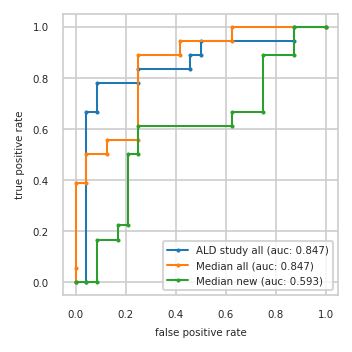 true positive rate
1.0
0.8
0.6
0.4
0.2
0.0
ALD study all (auc: 0.847)
Median all (auc: 0.847)
Median new (auc: 0.593)
0.0 0.2 0.4 0.6 0.8 1.0
false positive rate